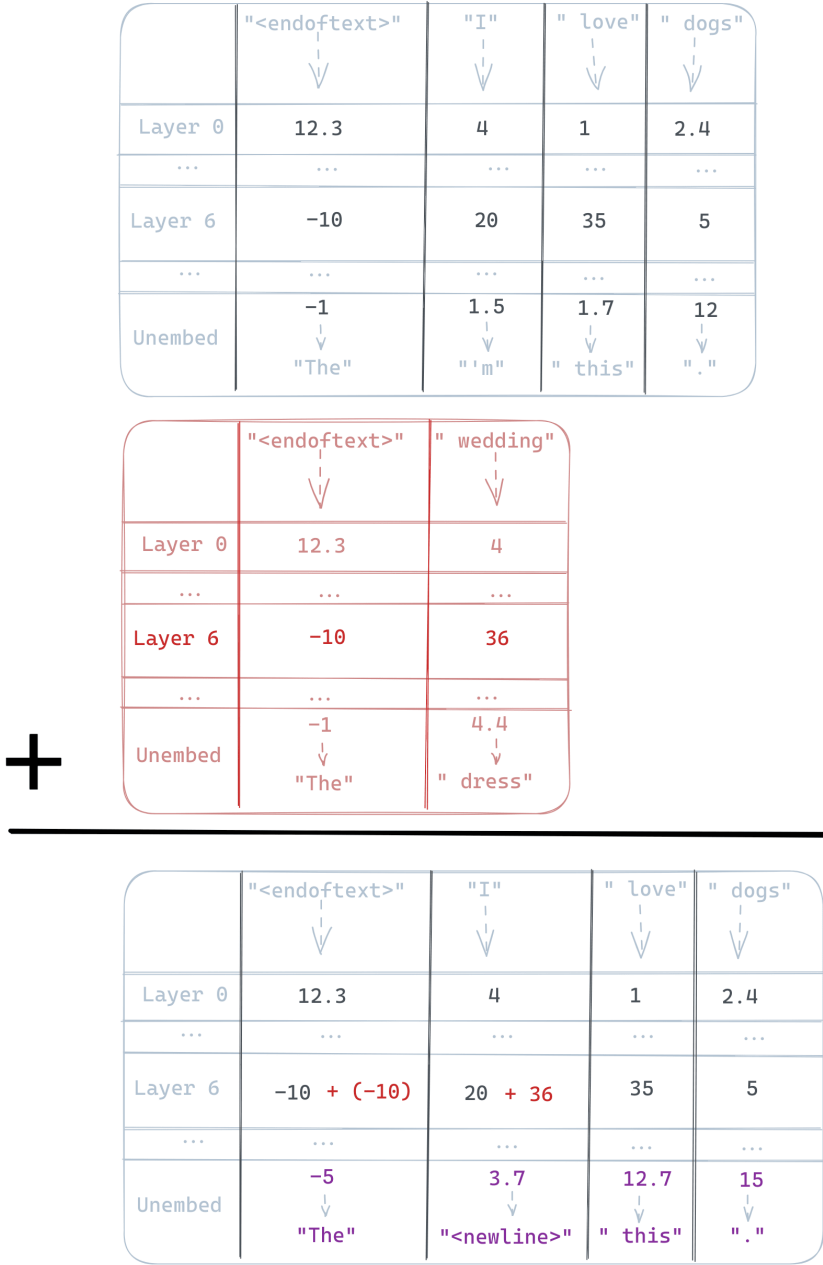 "<endoftext>" "I" " love" " dogs"
Layer 0 12.3 4 1 2.4
... ... ... ... ...
Layer 6 -10 20 35 5
... ... ... ... ...
-1 1.5 1.7 12
Unembed
"The" "'m" " this" "."
"<endoftext>" " wedding"
Layer 0 12.3 4
... ... ...
Layer 6 -10 36
... ... ...
-1 4.4
+ Unembed
"The" " dress"
"<endoftext>" "I" " love" " dogs"
Layer 0 12.3 4 1 2.4
... ... ... ... ...
Layer 6 -10 + (-10) 20 + 36 35 5
... ... ... ... ...
-5 3.7 12.7 15
Unembed
"The" "<newline>" " this" "."